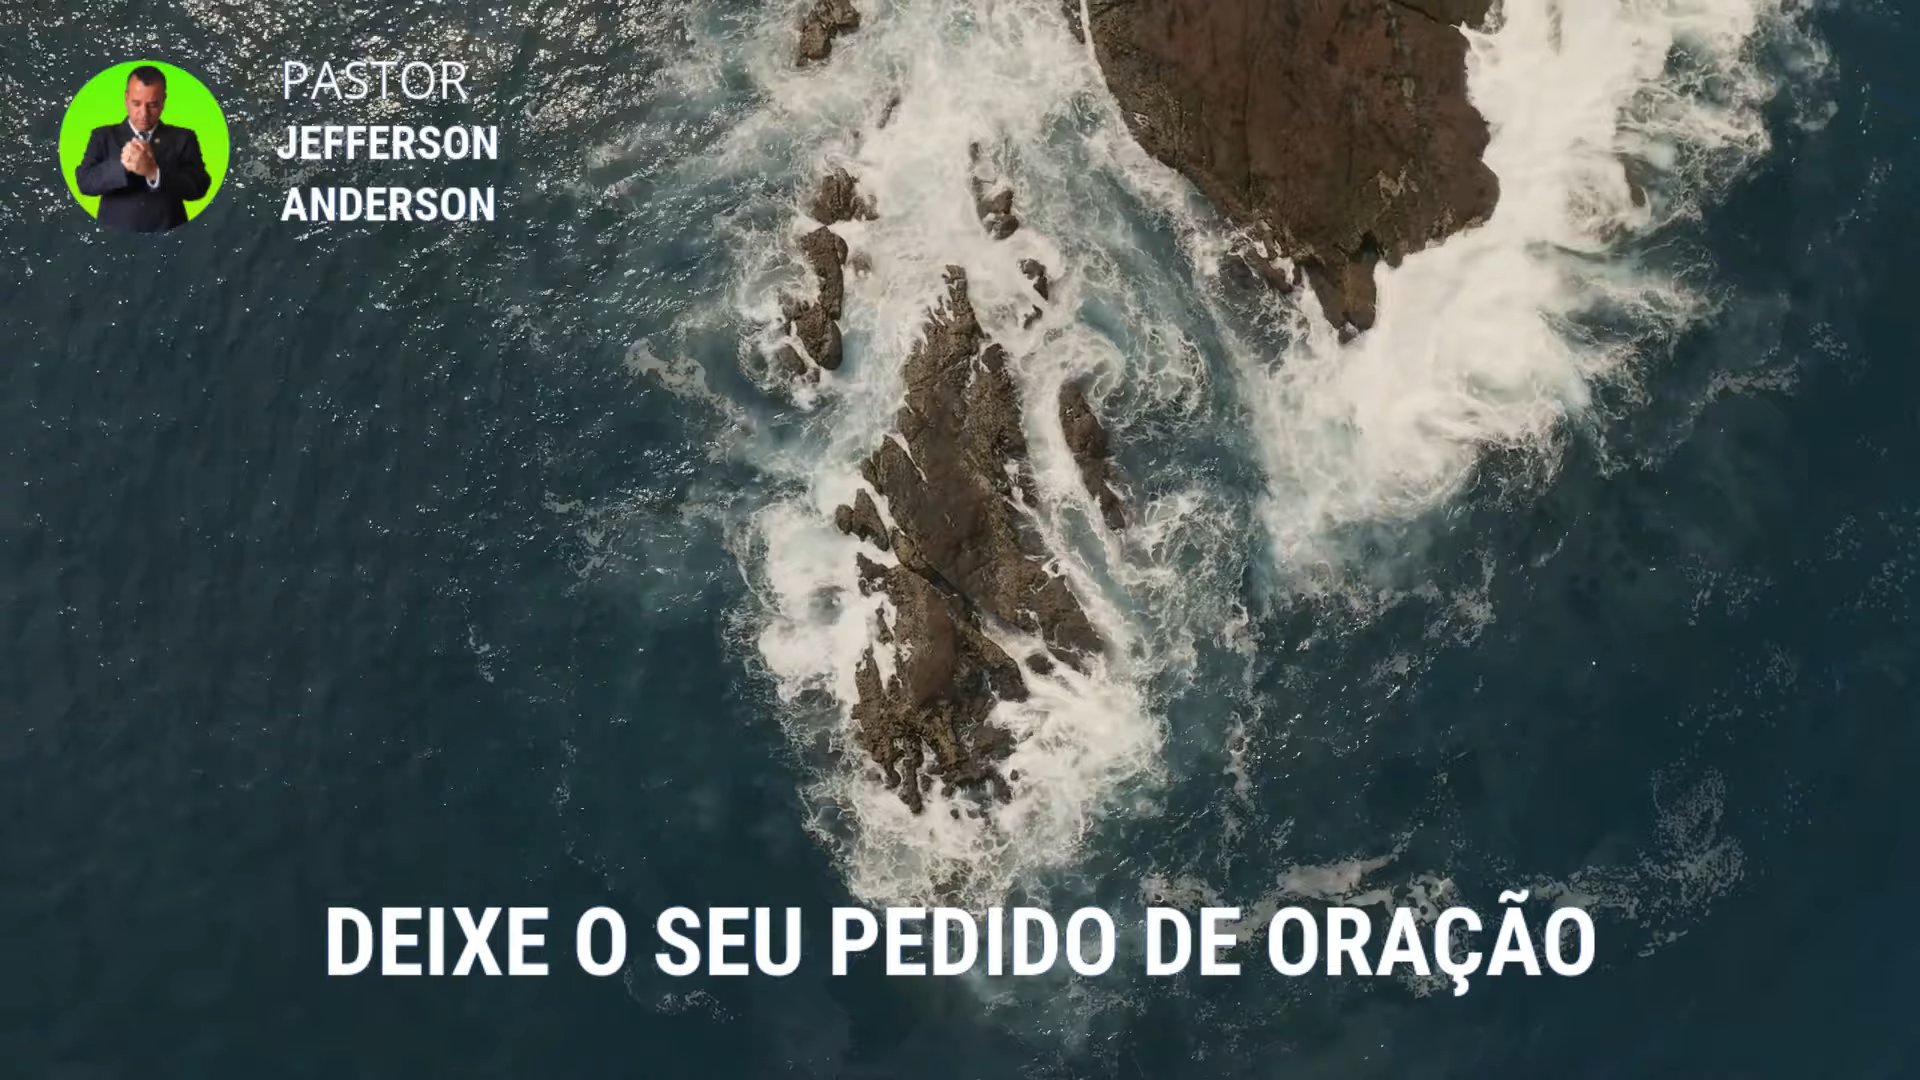 PASTOR
JEFFERSON
ANDERSON
DEIXE O SEU PEDIDO DE ORAÇÃO